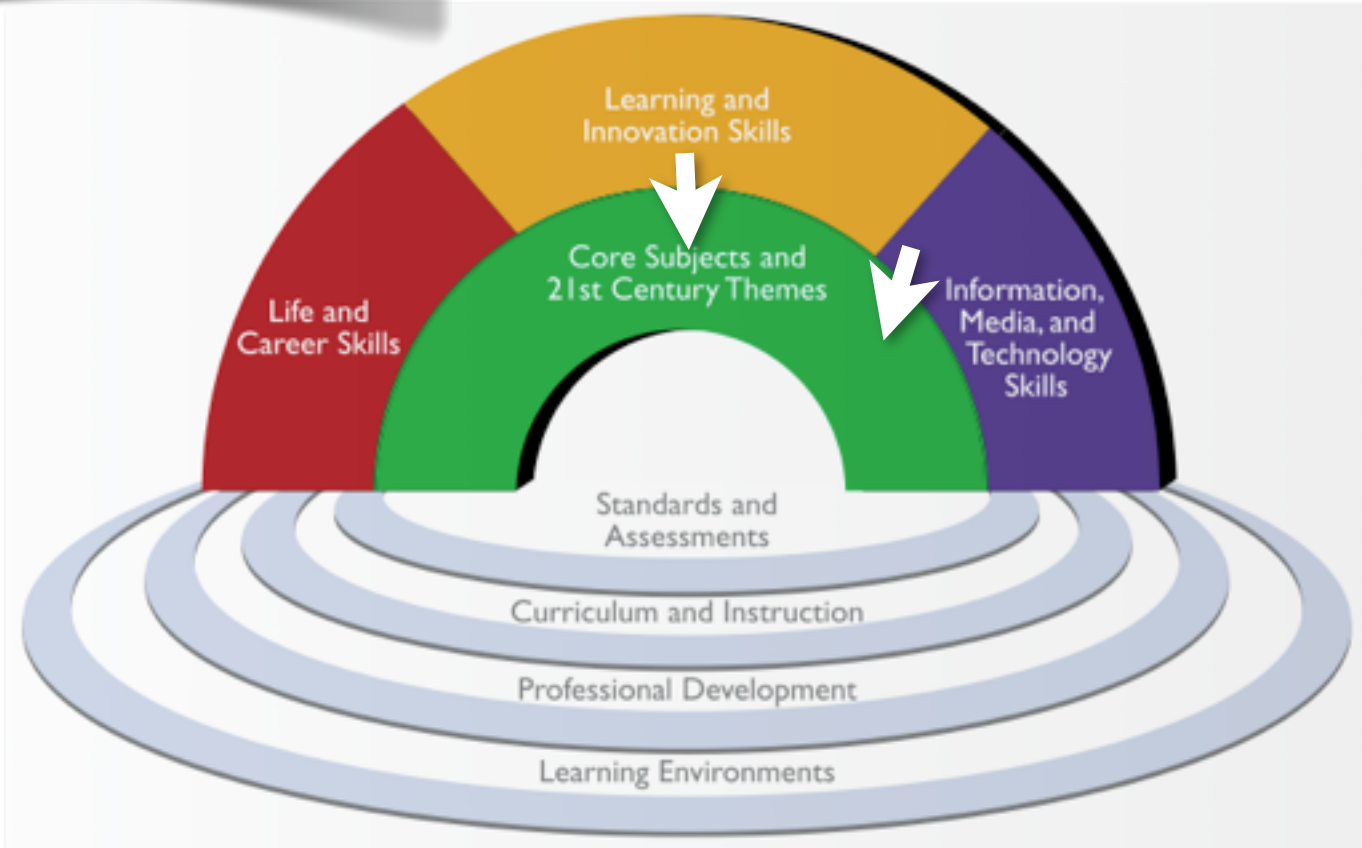 Learning and
Innovation Skills
Core Subjects and
21st Century Themes
Life and
Career Skills
Information,
Media, and
Technology
Skills
Standards and
Assessments
Curriculum and Instruction
Professional Development
Learning Environments